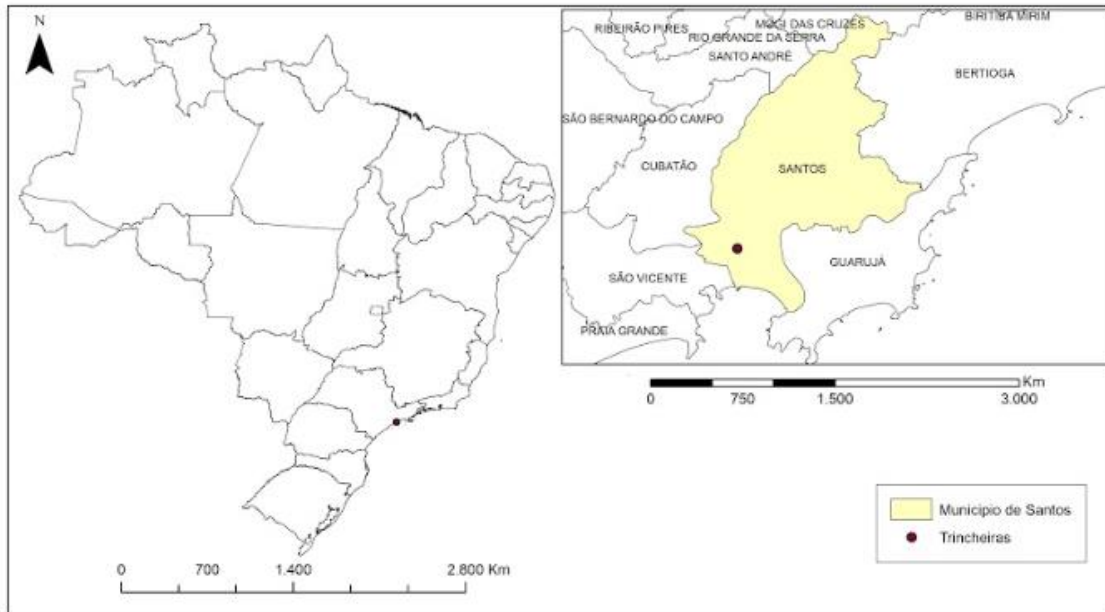 N
RIBEIRÃO PIRES
MOGI DAS CRUZES
BIRITIBA MIRIM
RIO GRANDE DA SERRA
SANTO ANDRÉ
BERTIOGA
SÃO BERNARDO DO CAMPO
CUBATÃO
SANTOS
GUARUJÁ
SÃO VICENTE
PRAIA GRANDE
Km
0 750 1.500 3.000
Municipio de Santos
Trincheiras
0 700 1.400 2.800 Km